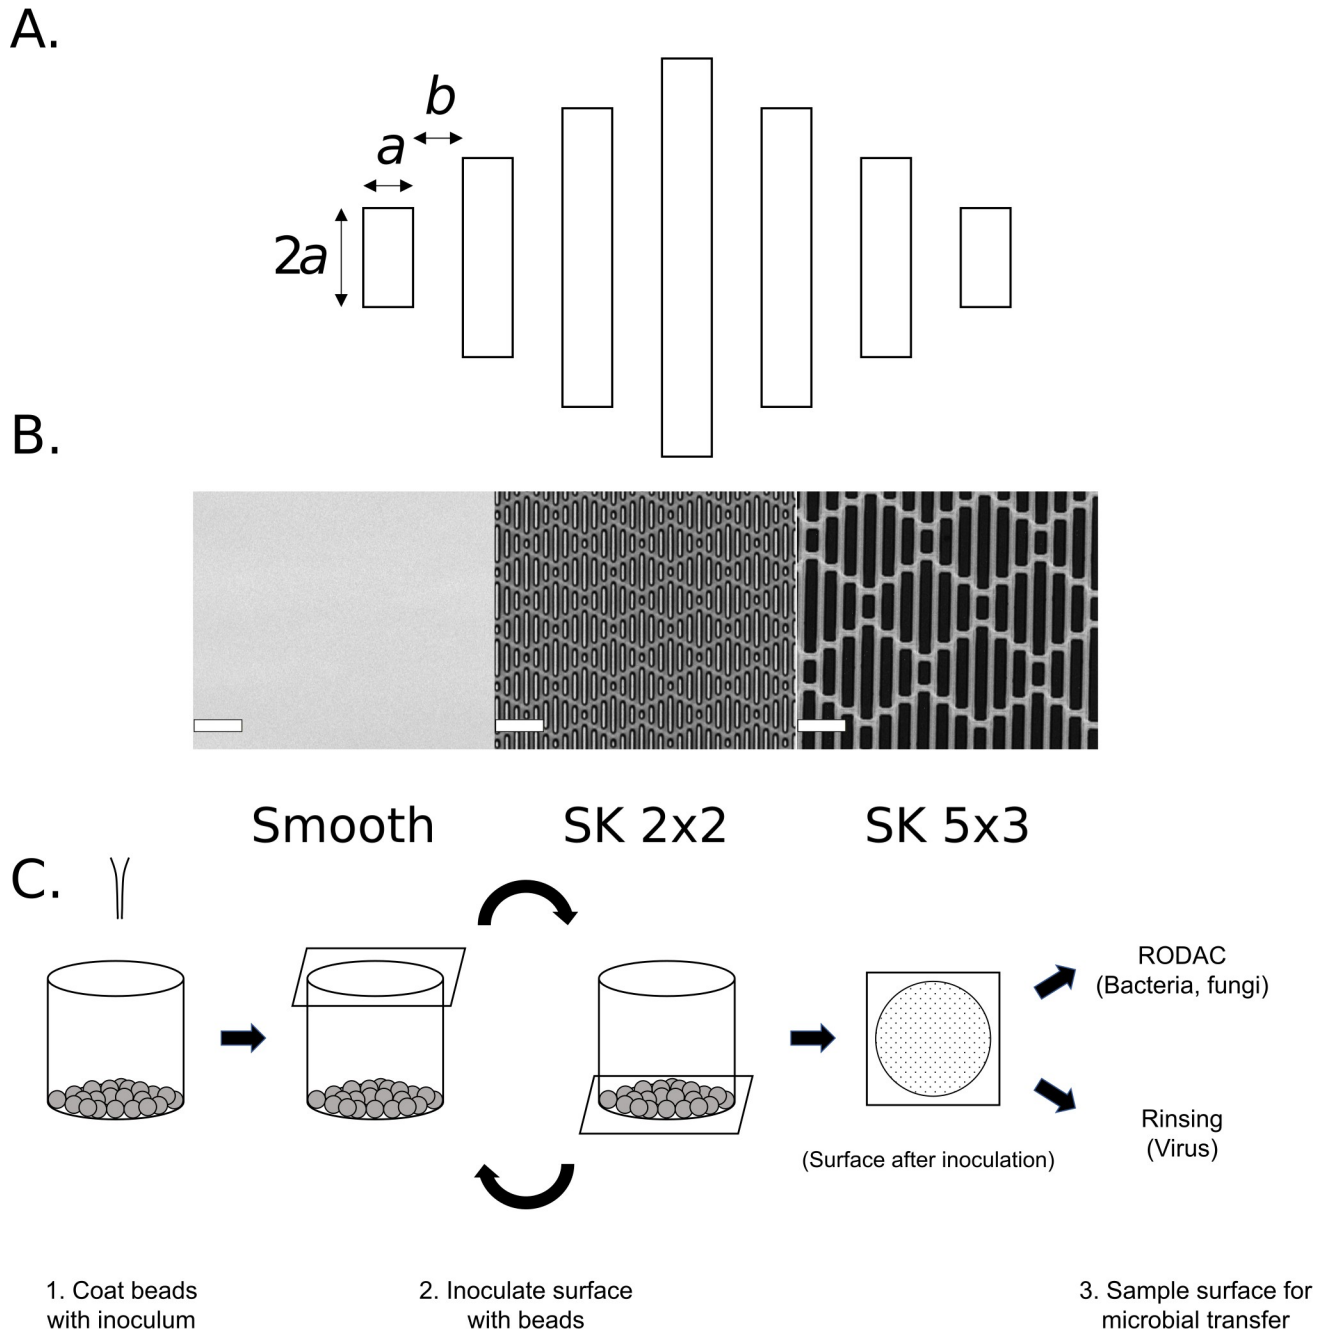 A.
b
a
2a
B.
Smooth
SK 2x2
SK 5x3
C.
RODAC
(Bacteria, fungi)
Rinsing
(Virus)
(Surface after inoculation)
1. Coat beads
with inoculum
2. Inoculate surface
with beads
3. Sample surface for
microbial transfer